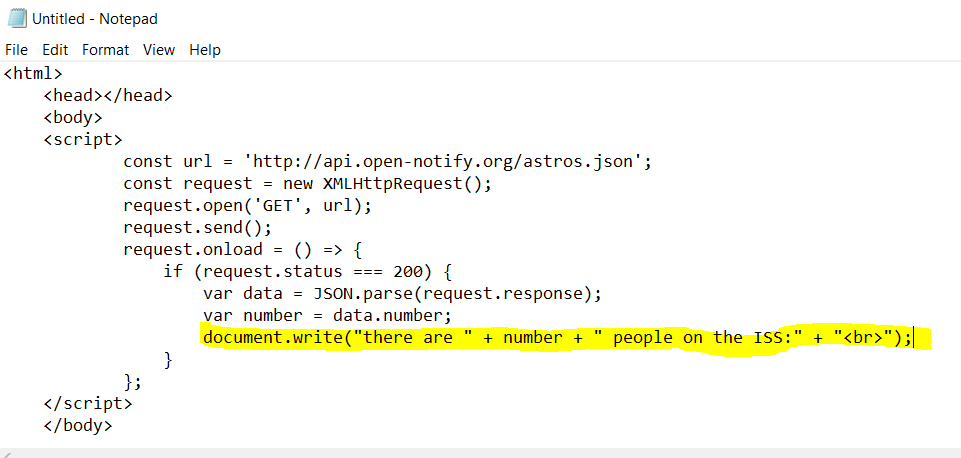 Untitled - Notepad
File Edit Format View Help
<html>
    <head></head>
    <body>
    <script>
            const url = 'http://api.open-notify.org/astros.json';
            const request = new XMLHttpRequest();
            request.open('GET', url);
            request.send();
            request.onload = () => {
                if (request.status === 200) {
                    var data = JSON.parse(request.response);
                    var number = data.number;
                    document.write("there are " + number + " people on the ISS:" + "<br>");
                }
            };
    </script>
    </body>